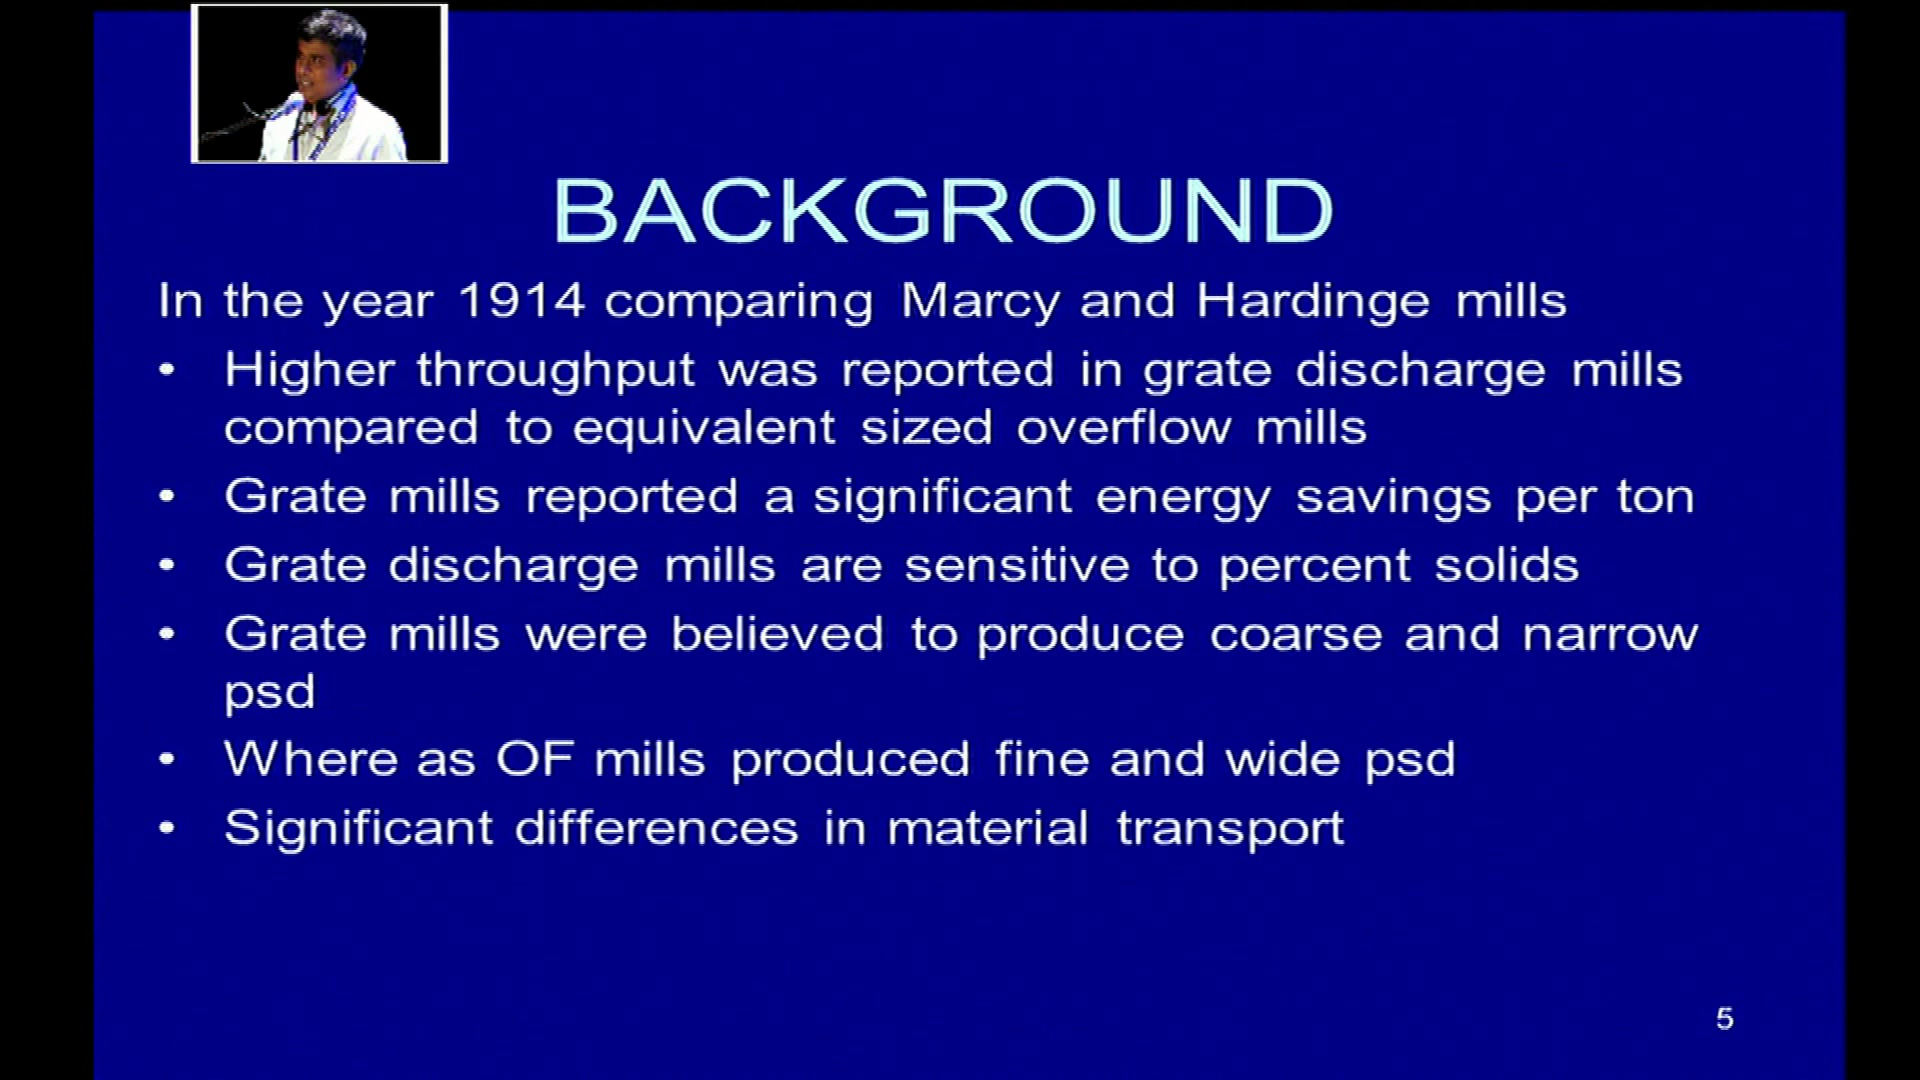 BACKGROUND
In the year 1914 comparing Marcy and Hardinge mills
• Higher throughput was reported in grate discharge mills
compared to equivalent sized overflow mills
• Grate mills reported a significant energy savings per ton
• Grate discharge mills are sensitive to percent solids
• Grate mills were believed to produce coarse and narrow
psd
• Where as OF mills produced fine and wide psd
• Significant differences in material transport
5